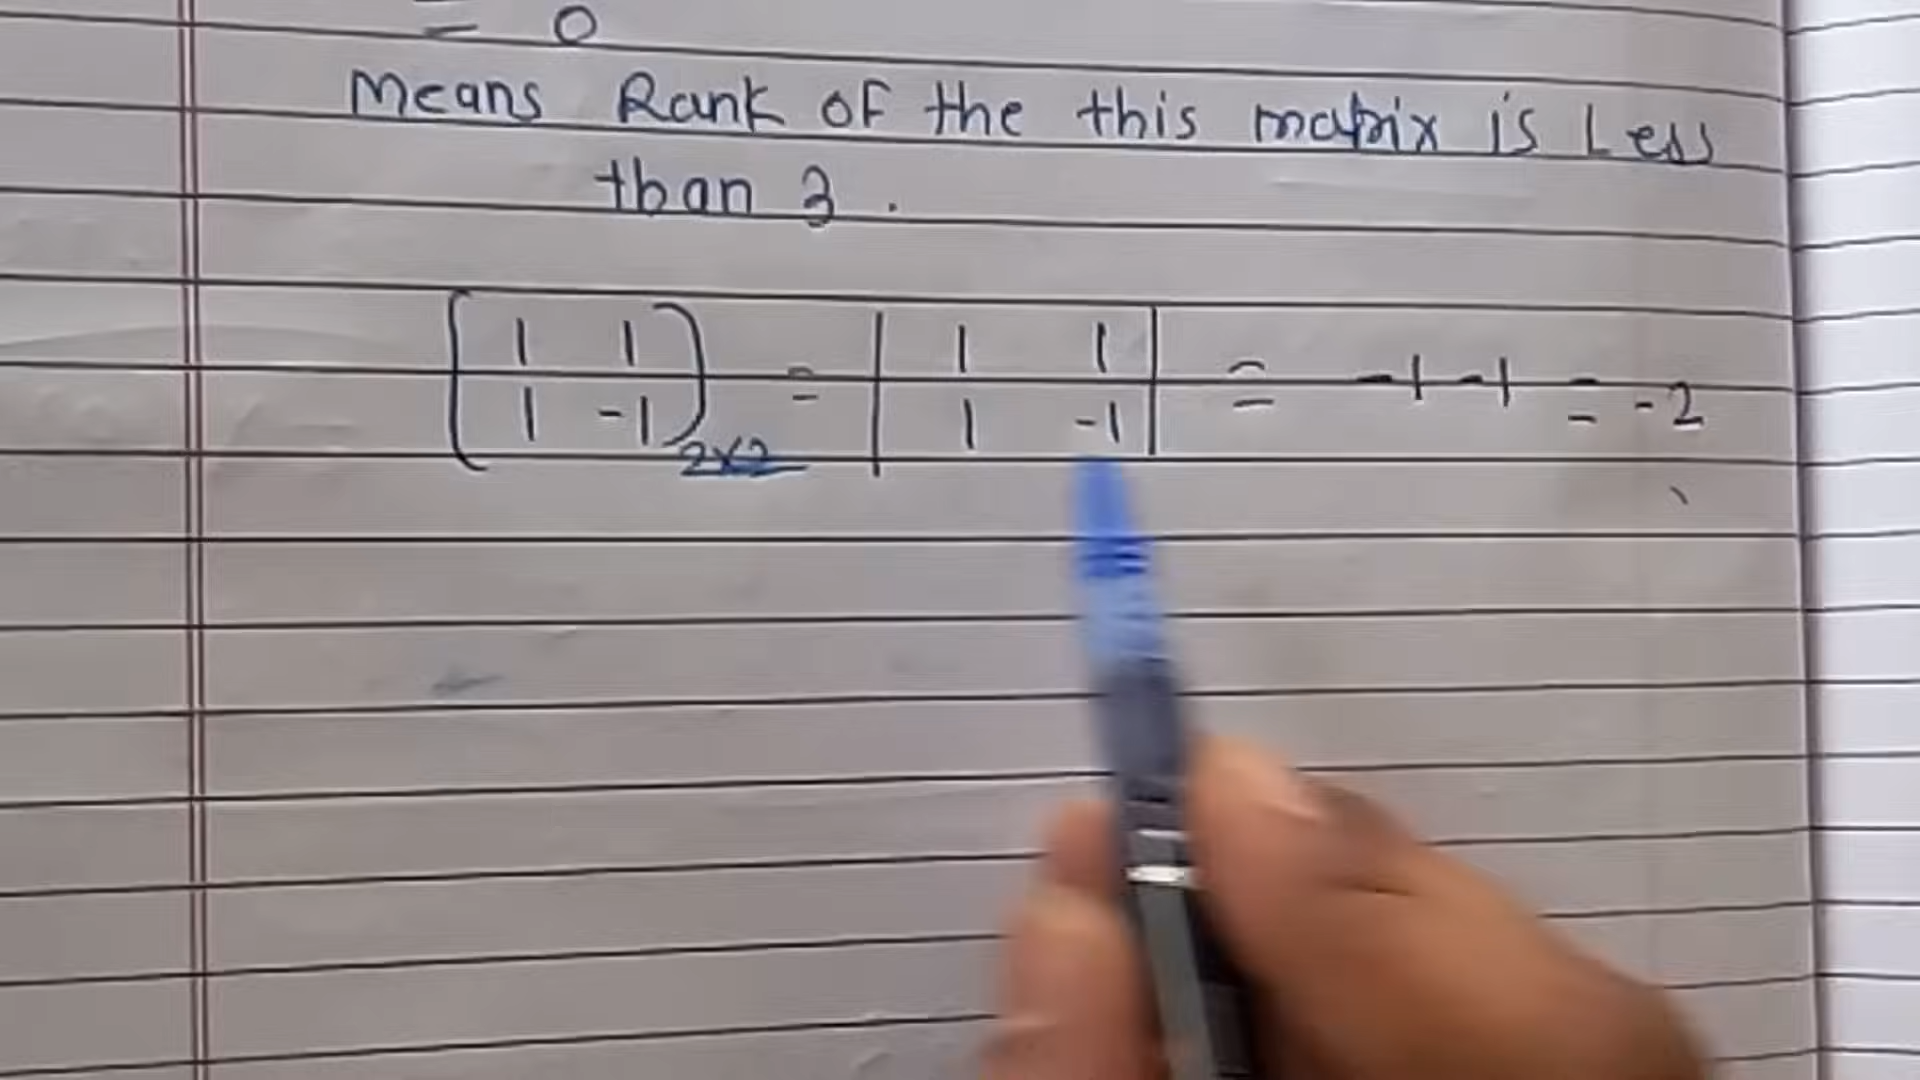 = 0
Means Rank of the this matrix is Less
than 3 .
[1 1
1 -1]2x2 = |1 1
1 -1| = -1 -1 = -2